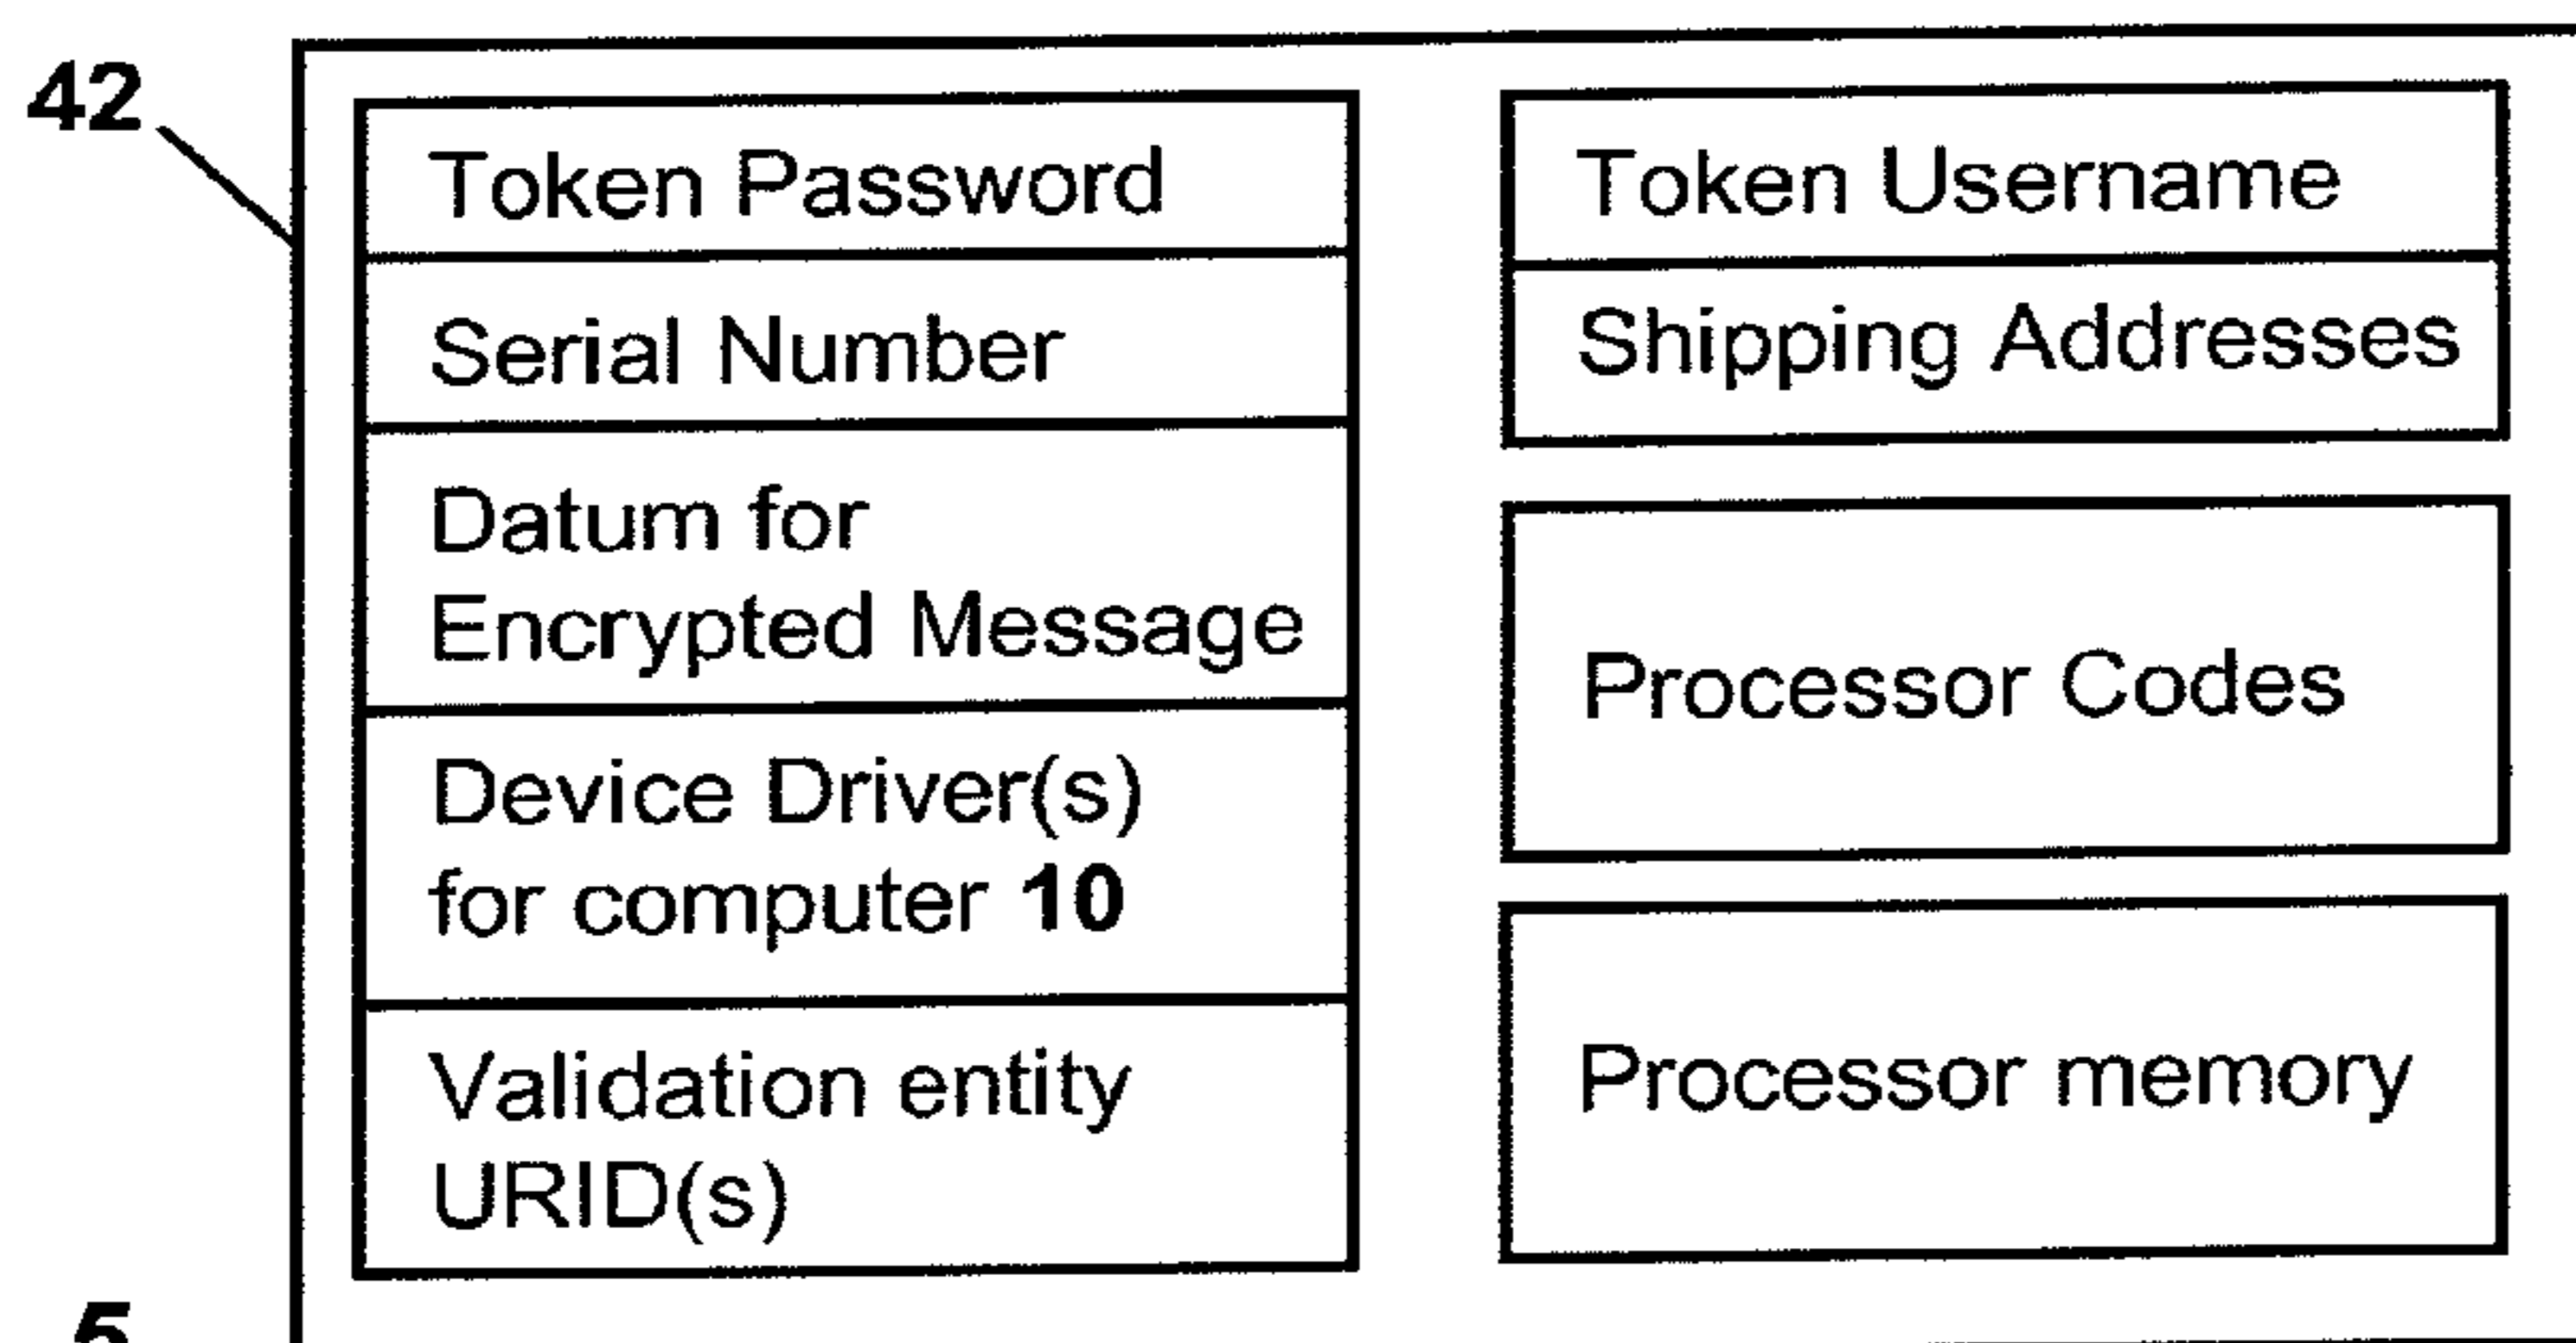 42
Token Password
Serial Number
Datum for
Encrypted Message
Device Driver(s)
for computer 10
Validation entity
URID(s)
Token Username
Shipping Addresses
Processor Codes
Processor memory
5